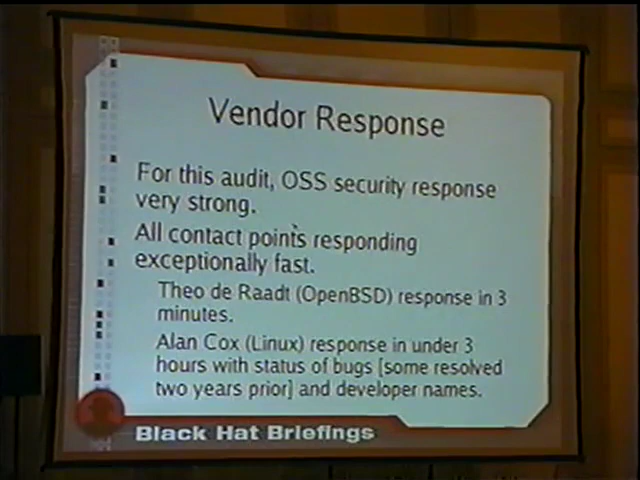 Vendor Response
For this audit, OSS security response
very strong.
All contact points responding
exceptionally fast.
Theo de Raadt (OpenBSD) response in 3
minutes.
Alan Cox (Linux) response in under 3
hours with status of bugs [some resolved
two years prior] and developer names.
Black Hat Briefings